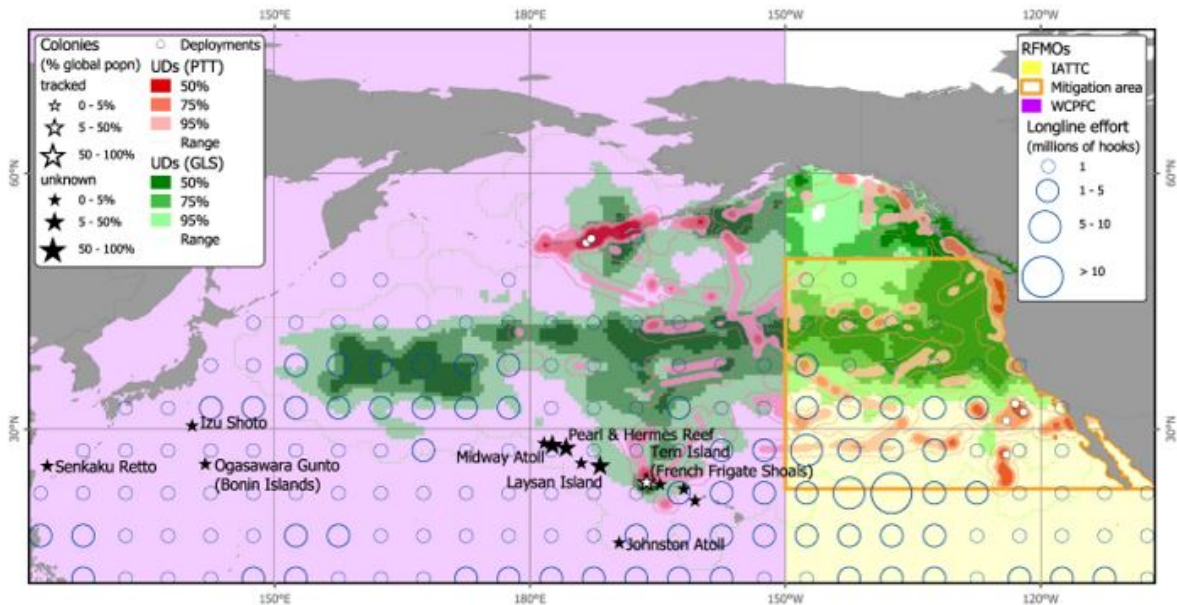 150°E
180°
150°W
120°W
Colonies
(% global popn)
tracked
0 - 5%
5 - 50%
50 - 100%
unknown
0 - 5%
5 - 50%
50 - 100%
Deployments
UDs (PTT)
50%
75%
95%
Range
UDs (GLS)
50%
75%
95%
Range
RFMOs
IATTC
Mitigation area
WCPFC
Longline effort
(millions of hooks)
1
1 - 5
5 - 10
> 10
60°N
60°N
30°N
30°N
Izu Shoto
Senkaku Retto
Ogasawara Gunto
(Bonin Islands)
Pearl & Hermes Reef
Midway Atoll
Tern Island
(French Frigate Shoals)
Laysan Island
Johnston Atoll
150°E
180°
150°W
120°W